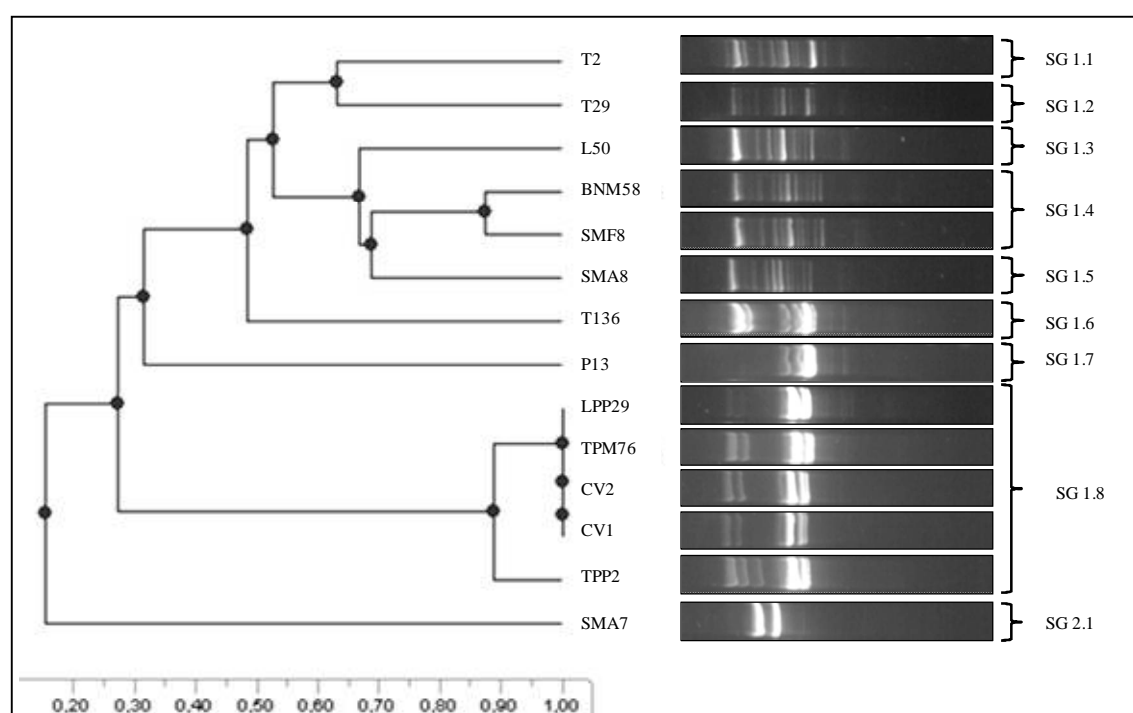 T2 SG 1.1
T29 SG 1.2
L50 SG 1.3
BNM58
SG 1.4
SMF8
SMA8 SG 1.5
T136 SG 1.6
P13 SG 1.7
LPP29
TPM76
CV2 SG 1.8
CV1
TPP2
SMA7 SG 2.1
0,20 0,30 0,40 0,50 0,60 0,70 0,80 0,90 1,00